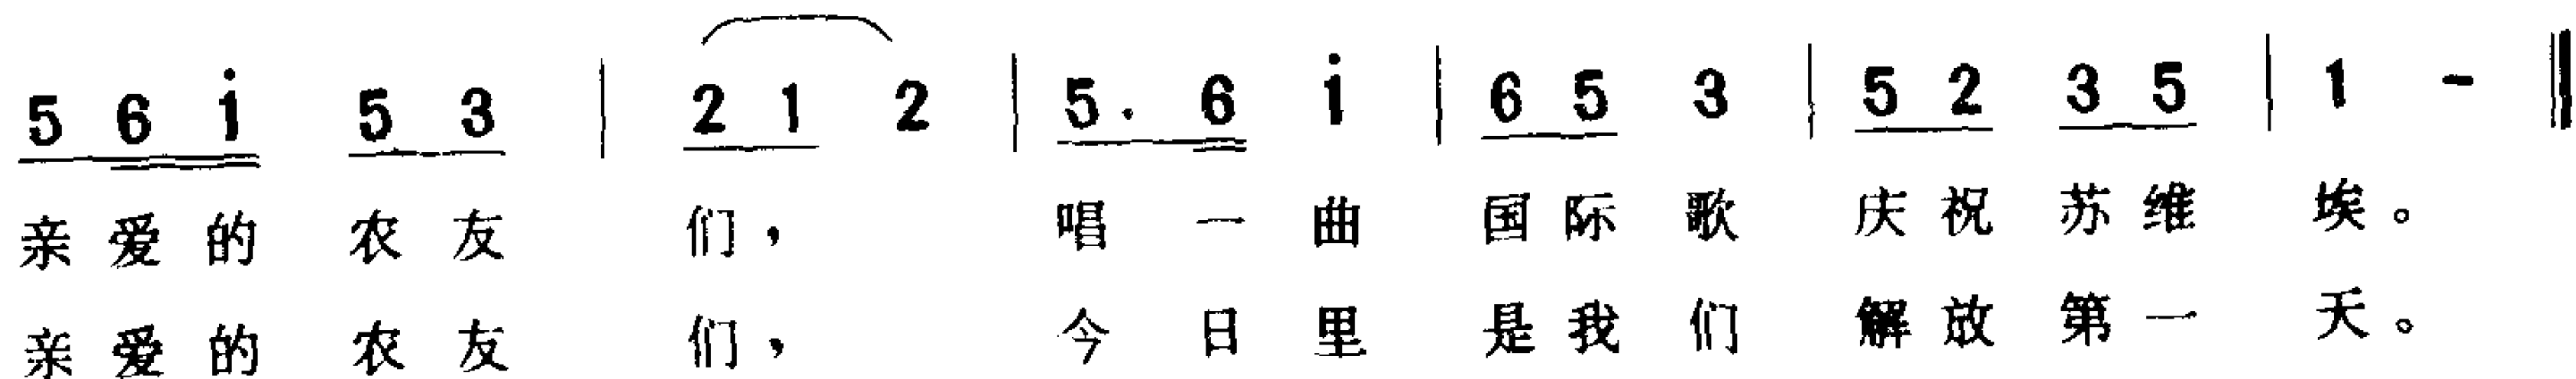 5 6 i 5 3 | 2 1 2 | 5. 6 i | 6 5 3 | 5 2 3 5 | 1 - ‖
亲爱的农友们，唱一曲国际歌庆祝苏维埃。
亲爱的农友们，今日里是我们解放第一天。